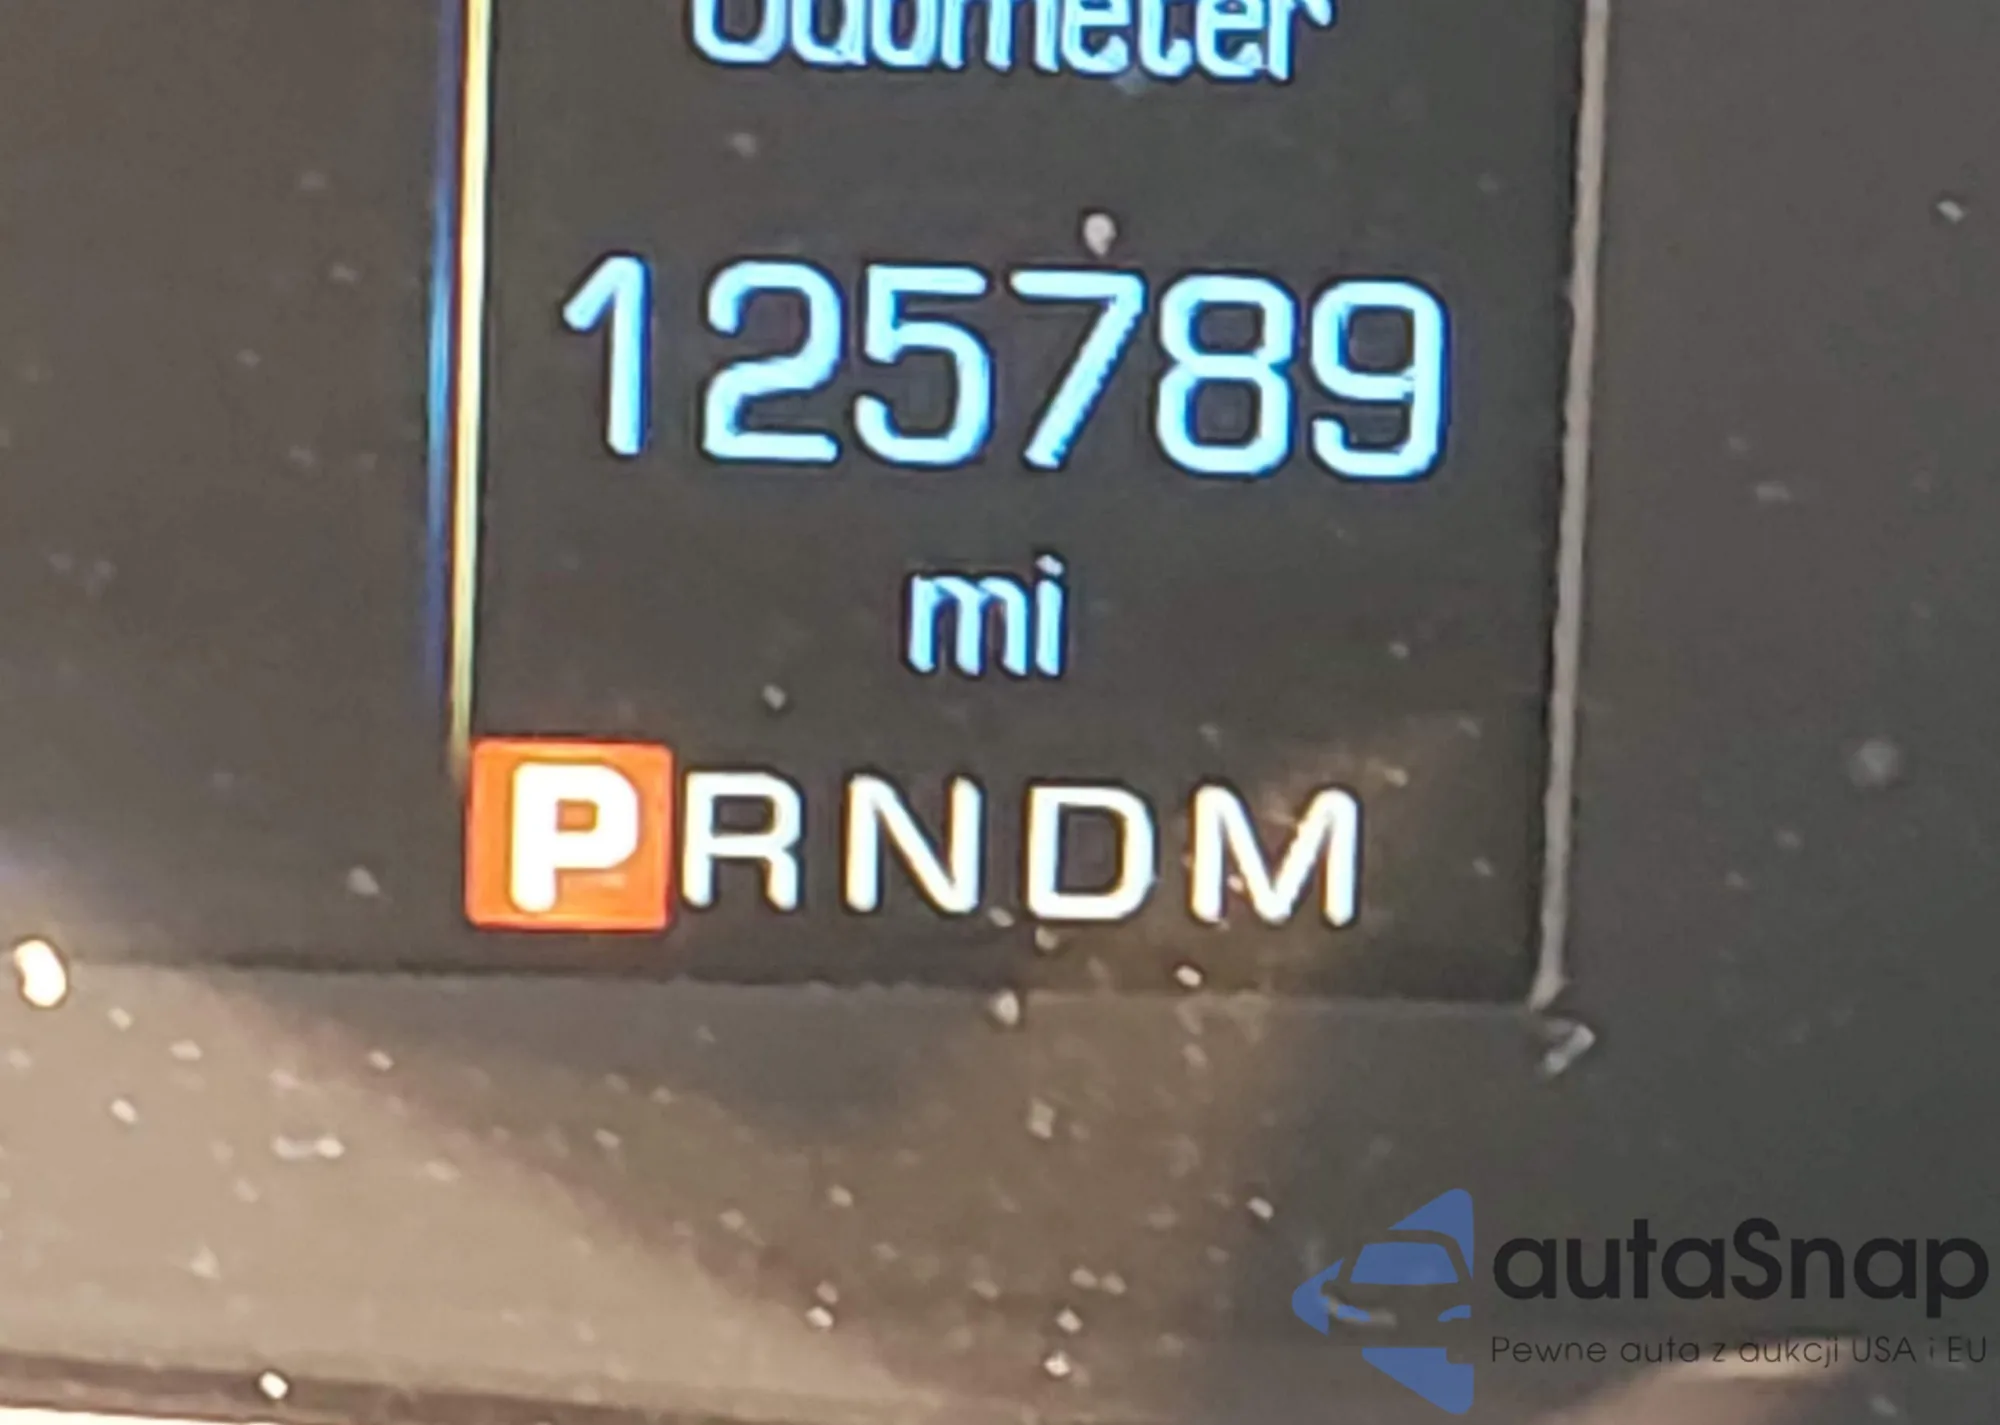 Odometer
125789
mi
PRNDM
autaSnap
Pewne auta z aukcji USA i EU